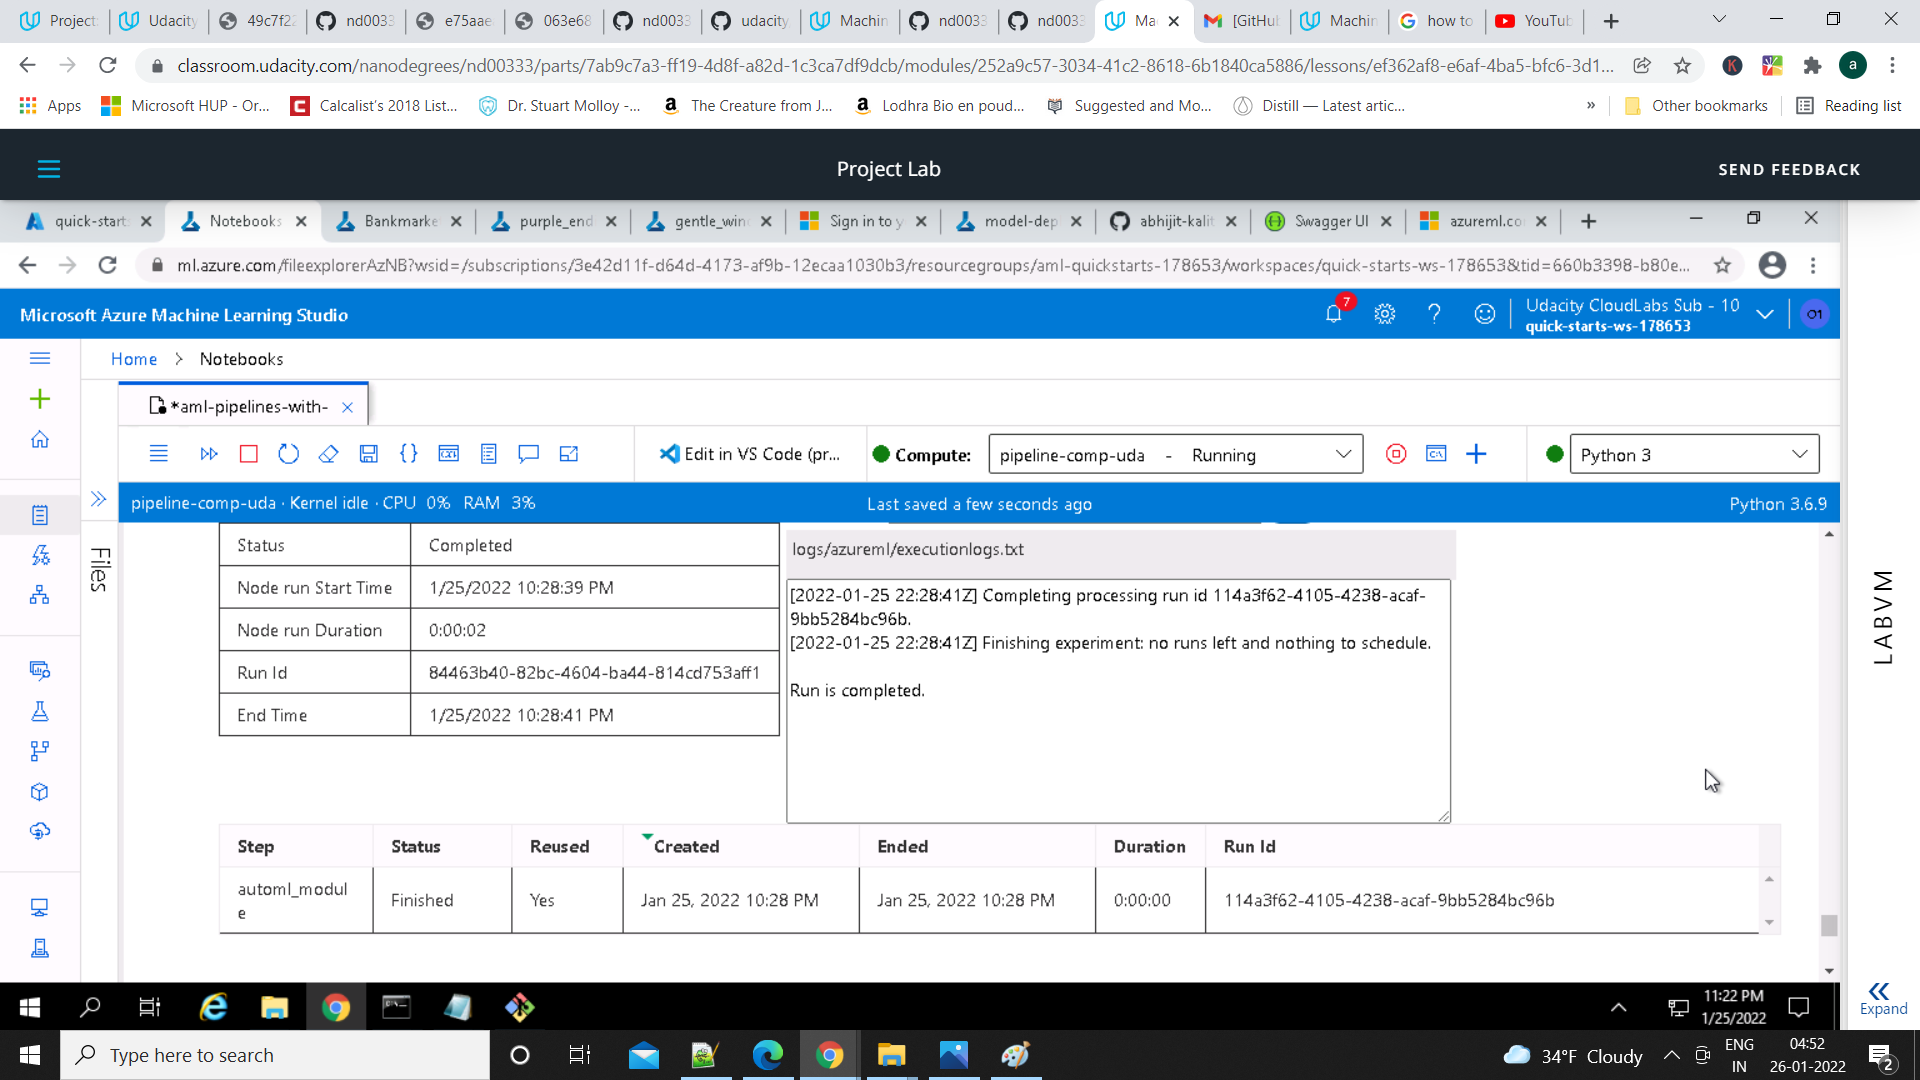 Project
Udacity
49c7f22
nd0033
e75aae
063e68
nd0033
udacity
Machin
nd0033
nd0033
Ma
[GitHu
Machin
how to
YouTub
classroom.udacity.com/nanodegrees/nd00333/parts/7ab9c7a3-ff19-4d8f-a82d-1c3ca7df9dcb/modules/252a9c57-3034-41c2-8618-6b1840ca5886/lessons/ef362af8-e6af-4ba5-bfc6-3d1...
K
a
Apps
Microsoft HUP - Or...
Calcalist's 2018 List...
Dr. Stuart Molloy -...
The Creature from J...
Lodhra Bio en poud...
Suggested and Mo...
Distill — Latest artic...
»
Other bookmarks
Reading list
Project Lab
SEND FEEDBACK
quick-start
Notebooks
Bankmarke
purple_end
gentle_win
Sign in to y
model-dep
abhijit-kalit
Swagger UI
azureml.co
ml.azure.com/fileexplorerAzNB?wsid=/subscriptions/3e42d11f-d64d-4173-af9b-12ecaa1030b3/resourcegroups/aml-quickstarts-178653/workspaces/quick-starts-ws-178653&tid=660b3398-b80e...
Microsoft Azure Machine Learning Studio
7
Udacity CloudLabs Sub - 10
quick-starts-ws-178653
O1
Home > Notebooks
*aml-pipelines-with-
Edit in VS Code (pr...
Compute:
pipeline-comp-uda - Running
Python 3
pipeline-comp-uda · Kernel idle · CPU 0% RAM 3%
Last saved a few seconds ago
Python 3.6.9
Files
Status Completed
Node run Start Time 1/25/2022 10:28:39 PM
Node run Duration 0:00:02
Run Id 84463b40-82bc-4604-ba44-814cd753aff1
End Time 1/25/2022 10:28:41 PM
logs/azureml/executionlogs.txt
[2022-01-25 22:28:41Z] Completing processing run id 114a3f62-4105-4238-acaf-
9bb5284bc96b.
[2022-01-25 22:28:41Z] Finishing experiment: no runs left and nothing to schedule.
Run is completed.
Step Status Reused Created Ended Duration Run Id
automl_modul
e
Finished Yes Jan 25, 2022 10:28 PM Jan 25, 2022 10:28 PM 0:00:00 114a3f62-4105-4238-acaf-9bb5284bc96b
LABVM
Expand
11:22 PM
1/25/2022
Type here to search
34°F Cloudy
ENG
IN
04:52
26-01-2022
2